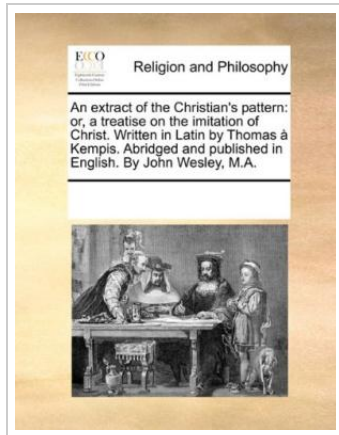 ECCO
Religion and Philosophy
An extract of the Christian's pattern:
or, a treatise on the imitation of
Christ. Written in Latin by Thomas à
Kempis. Abridged and published in
English. By John Wesley, M.A.